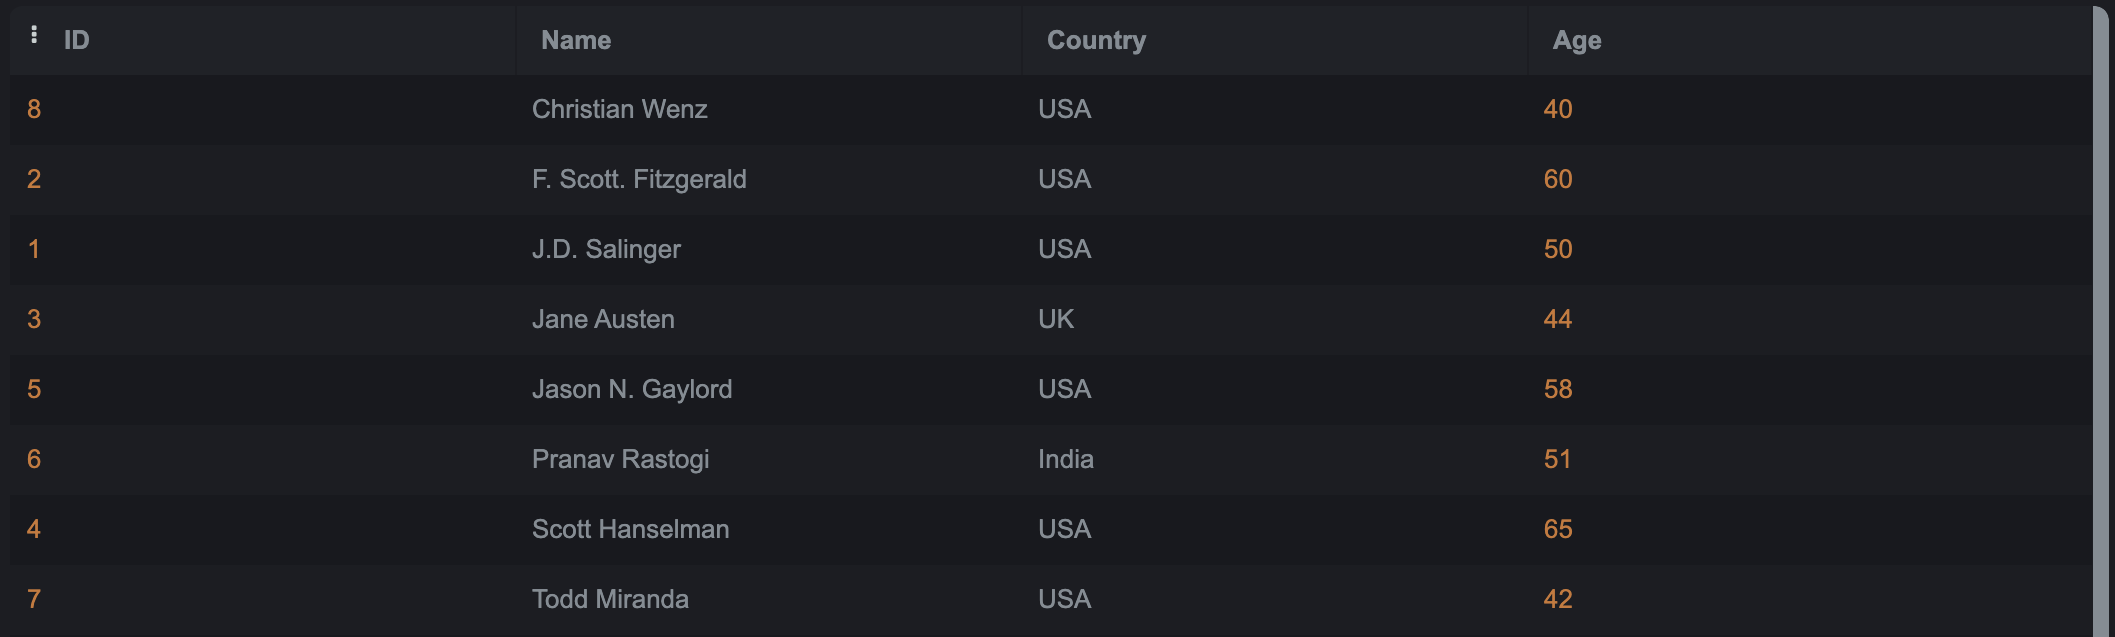 ID Name Country Age
8 Christian Wenz USA 40
2 F. Scott. Fitzgerald USA 60
1 J.D. Salinger USA 50
3 Jane Austen UK 44
5 Jason N. Gaylord USA 58
6 Pranav Rastogi India 51
4 Scott Hanselman USA 65
7 Todd Miranda USA 42